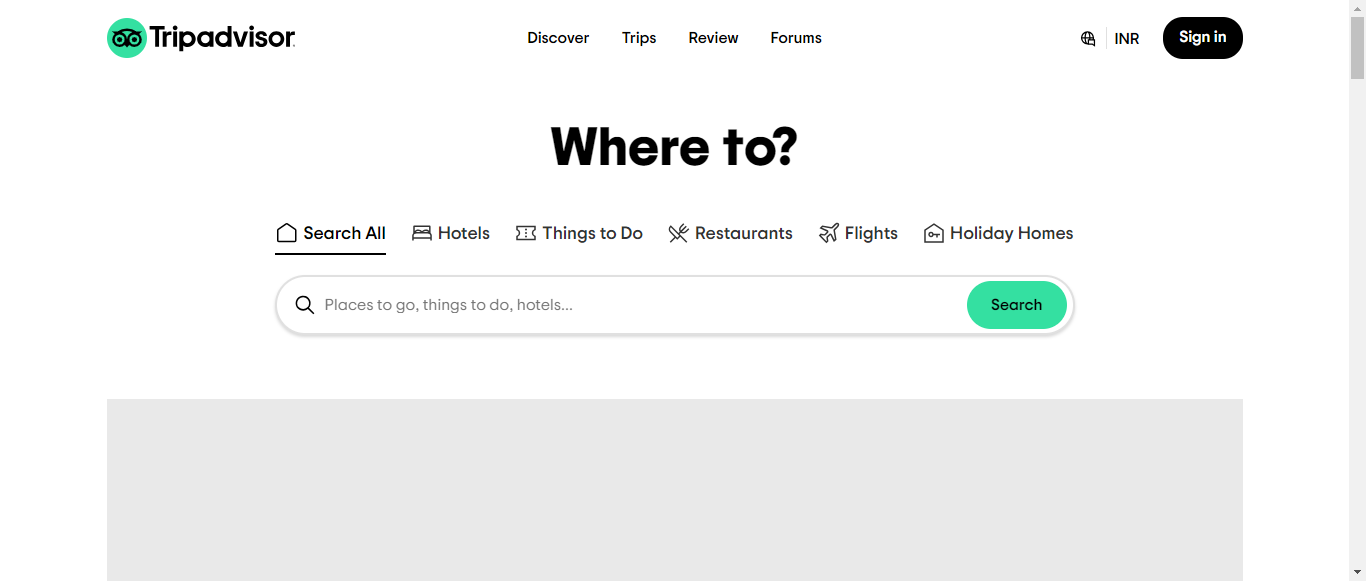 Tripadvisor
Discover Trips Review Forums
INR
Sign in
Where to?
Search All Hotels Things to Do Restaurants Flights Holiday Homes
Places to go, things to do, hotels...
Search